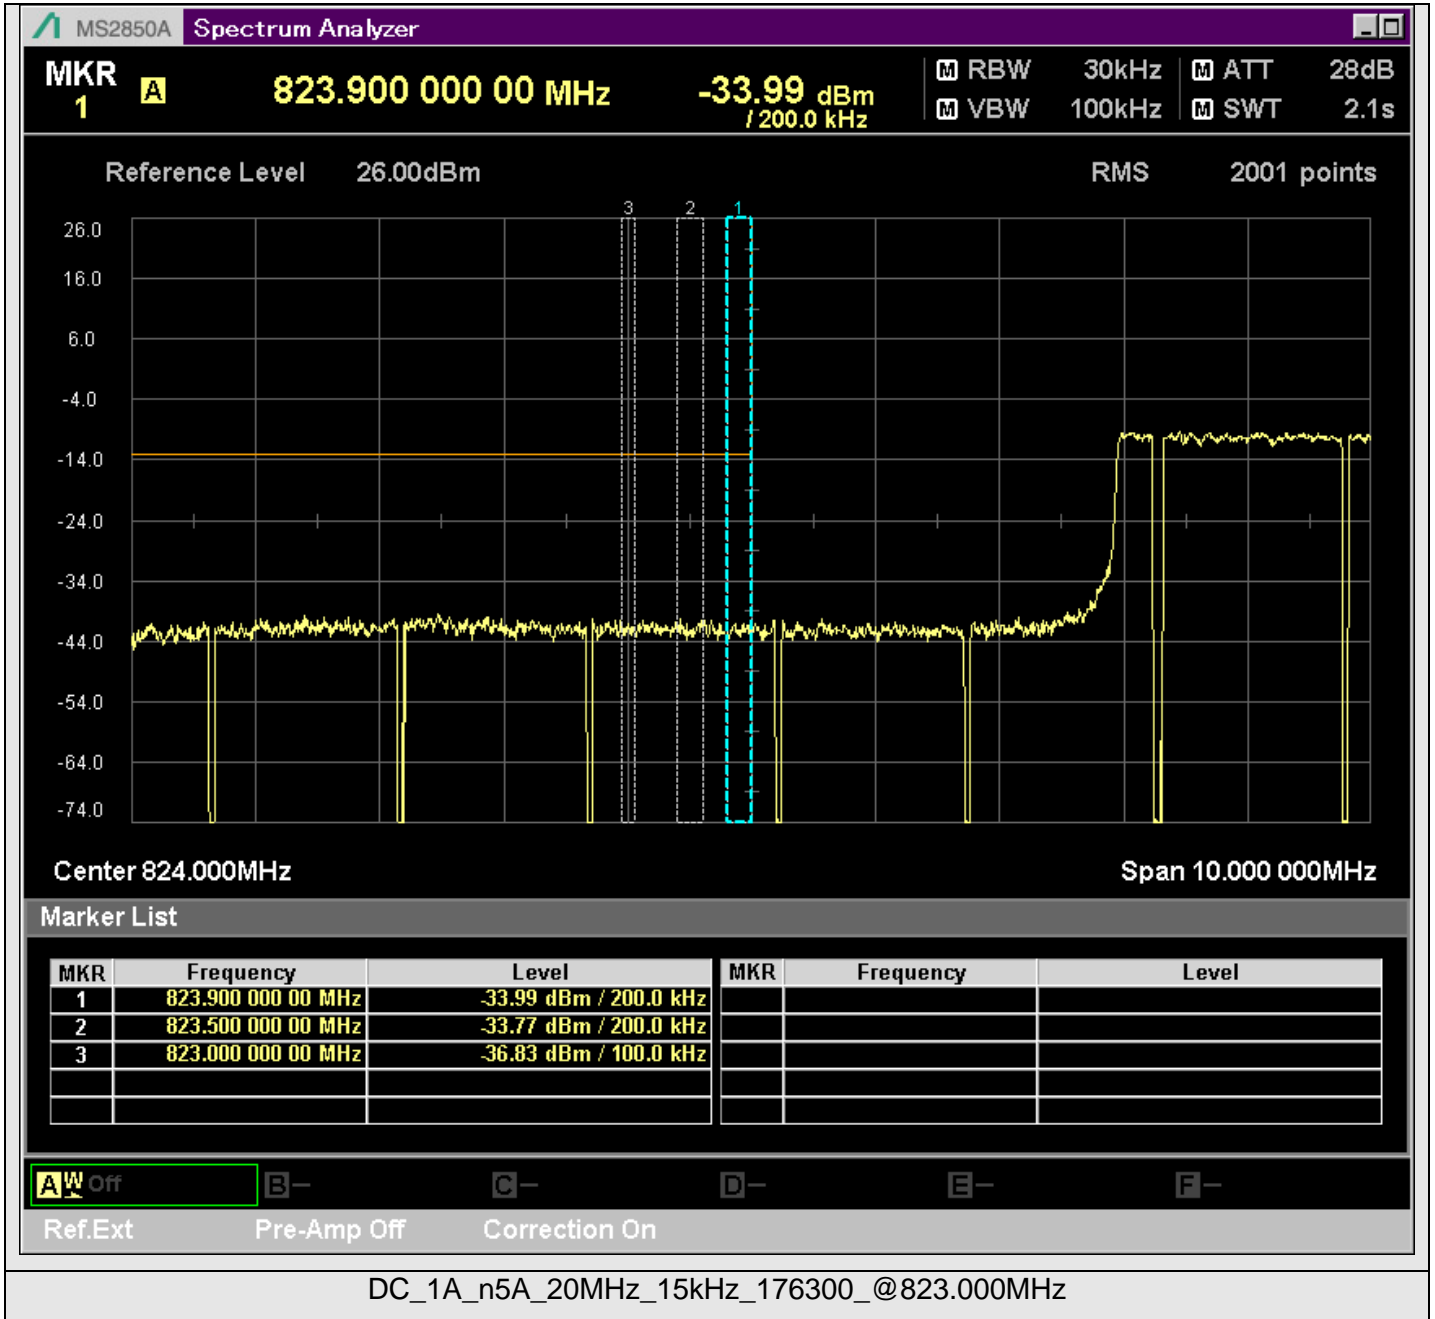 MS2850A Spectrum Analyzer
MKR 1 A 823.900 000 00 MHz -33.99 dBm / 200.0 kHz
M RBW 30kHz M ATT 28dB
M VBW 100kHz M SWT 2.1s
Reference Level 26.00dBm RMS 2001 points
3 2 1
26.0
16.0
6.0
-4.0
-14.0
-24.0
-34.0
-44.0
-54.0
-64.0
-74.0
Center 824.000MHz Span 10.000 000MHz
Marker List
MKR Frequency Level MKR Frequency Level
1 823.900 000 00 MHz -33.99 dBm / 200.0 kHz
2 823.500 000 00 MHz -33.77 dBm / 200.0 kHz
3 823.000 000 00 MHz -36.83 dBm / 100.0 kHz
A W Off B- C- D- E- F-
Ref.Ext Pre-Amp Off Correction On
DC_1A_n5A_20MHz_15kHz_176300_@823.000MHz